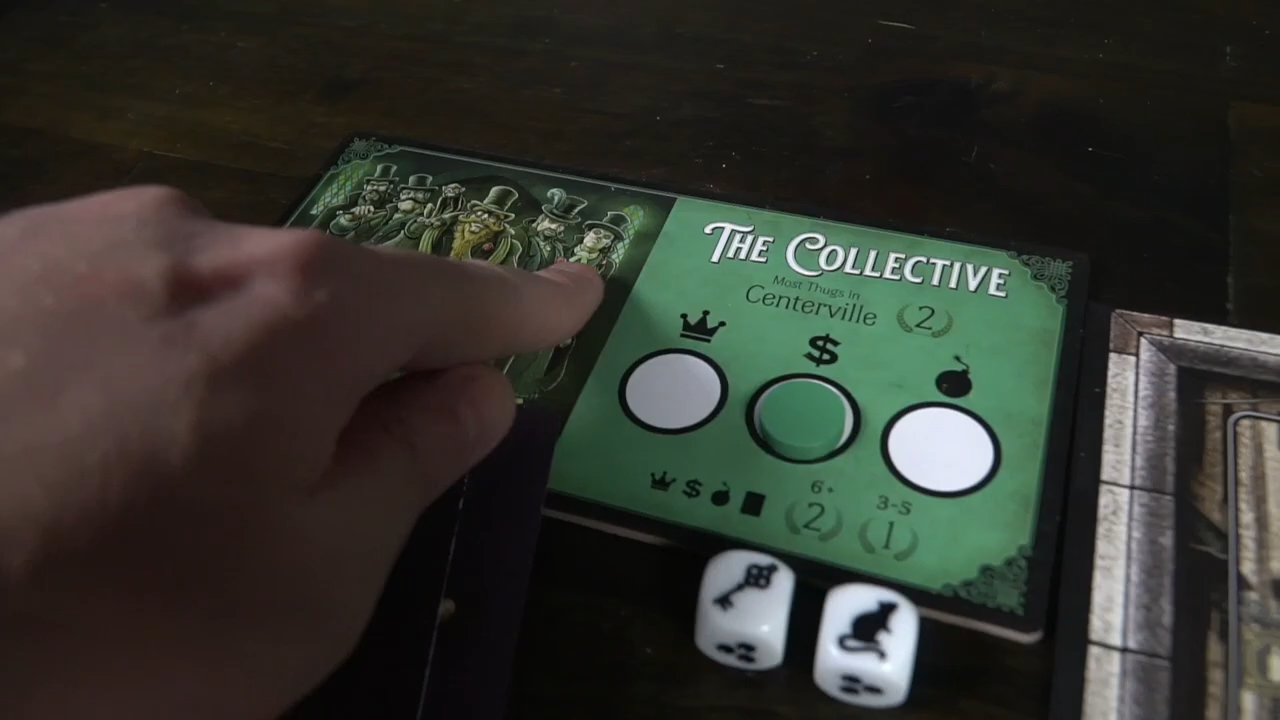 THE COLLECTIVE
Most Thugs in
Centerville 2
$
$ 6+ 3-5
2 1